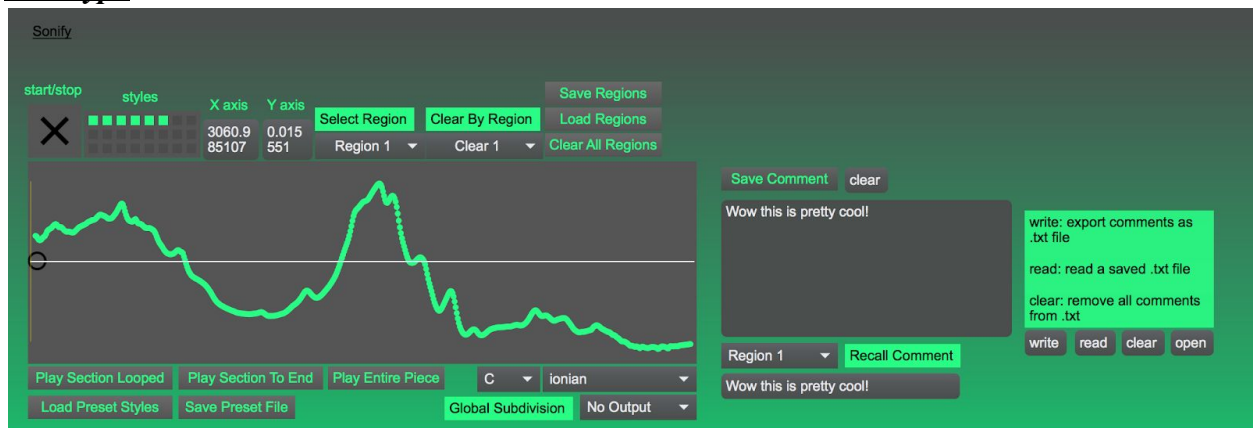 Sonify
start/stop
styles
X axis
Y axis
3060.9
85107
0.015
551
Select Region
Clear By Region
Region 1
Clear 1
Save Regions
Load Regions
Clear All Regions
Play Section Looped
Play Section To End
Play Entire Piece
C
ionian
Load Preset Styles
Save Preset File
Global Subdivision
No Output
Save Comment
clear
Wow this is pretty cool!
Region 1
Recall Comment
Wow this is pretty cool!
write: export comments as
.txt file
read: read a saved .txt file
clear: remove all comments
from .txt
write
read
clear
open